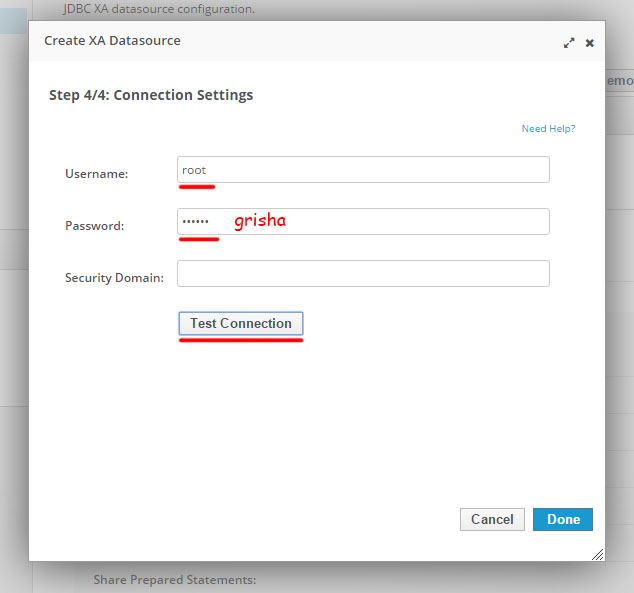 JDBC XA datasource configuration.
Create XA Datasource
emo
Step 4/4: Connection Settings
Need Help?
Username: root
Password: •••••• grisha
Security Domain:
Test Connection
Cancel Done
Share Prepared Statements: